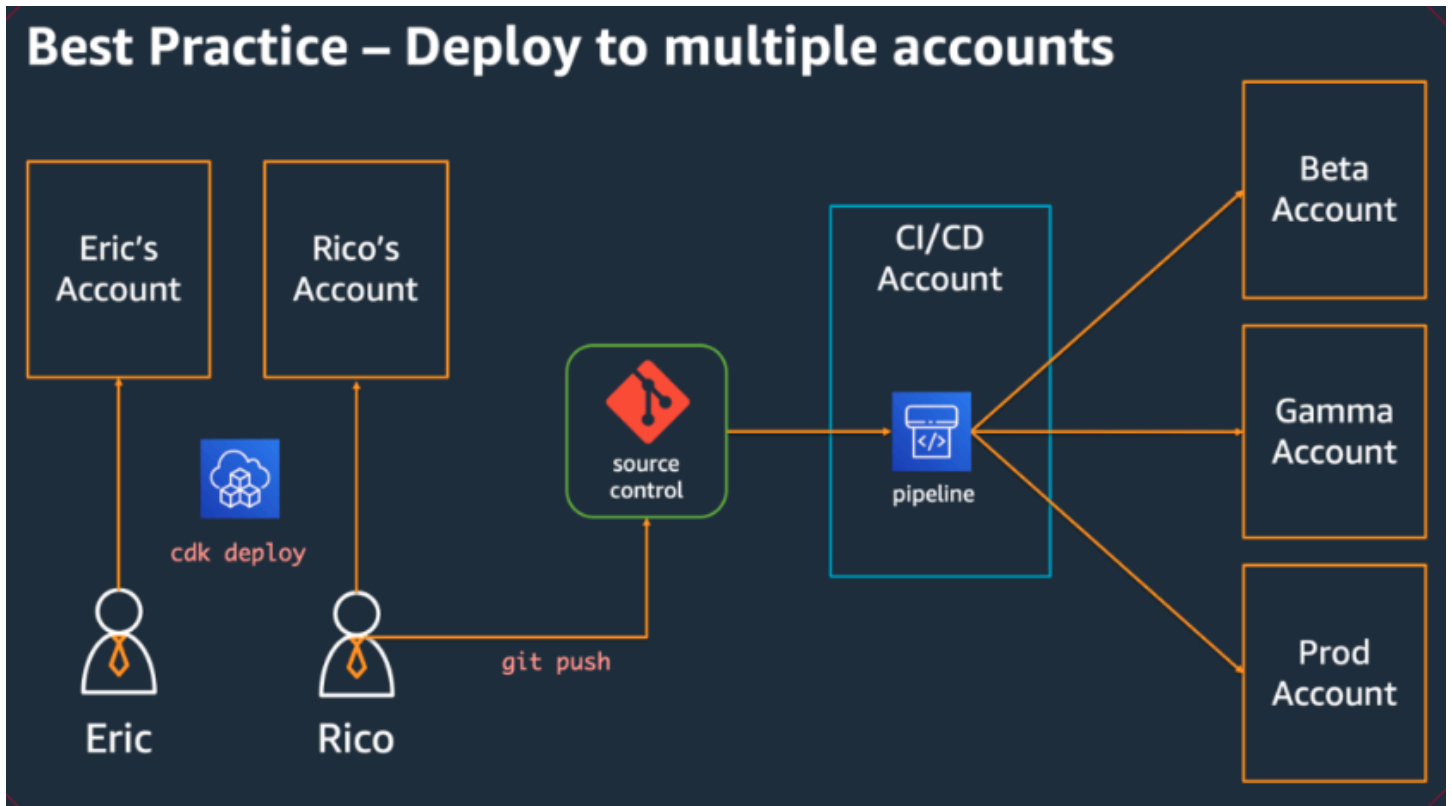 Best Practice – Deploy to multiple accounts
Eric's
Account
Rico's
Account
cdk deploy
Eric
Rico
git push
source
control
CI/CD
Account
</>
pipeline
Beta
Account
Gamma
Account
Prod
Account